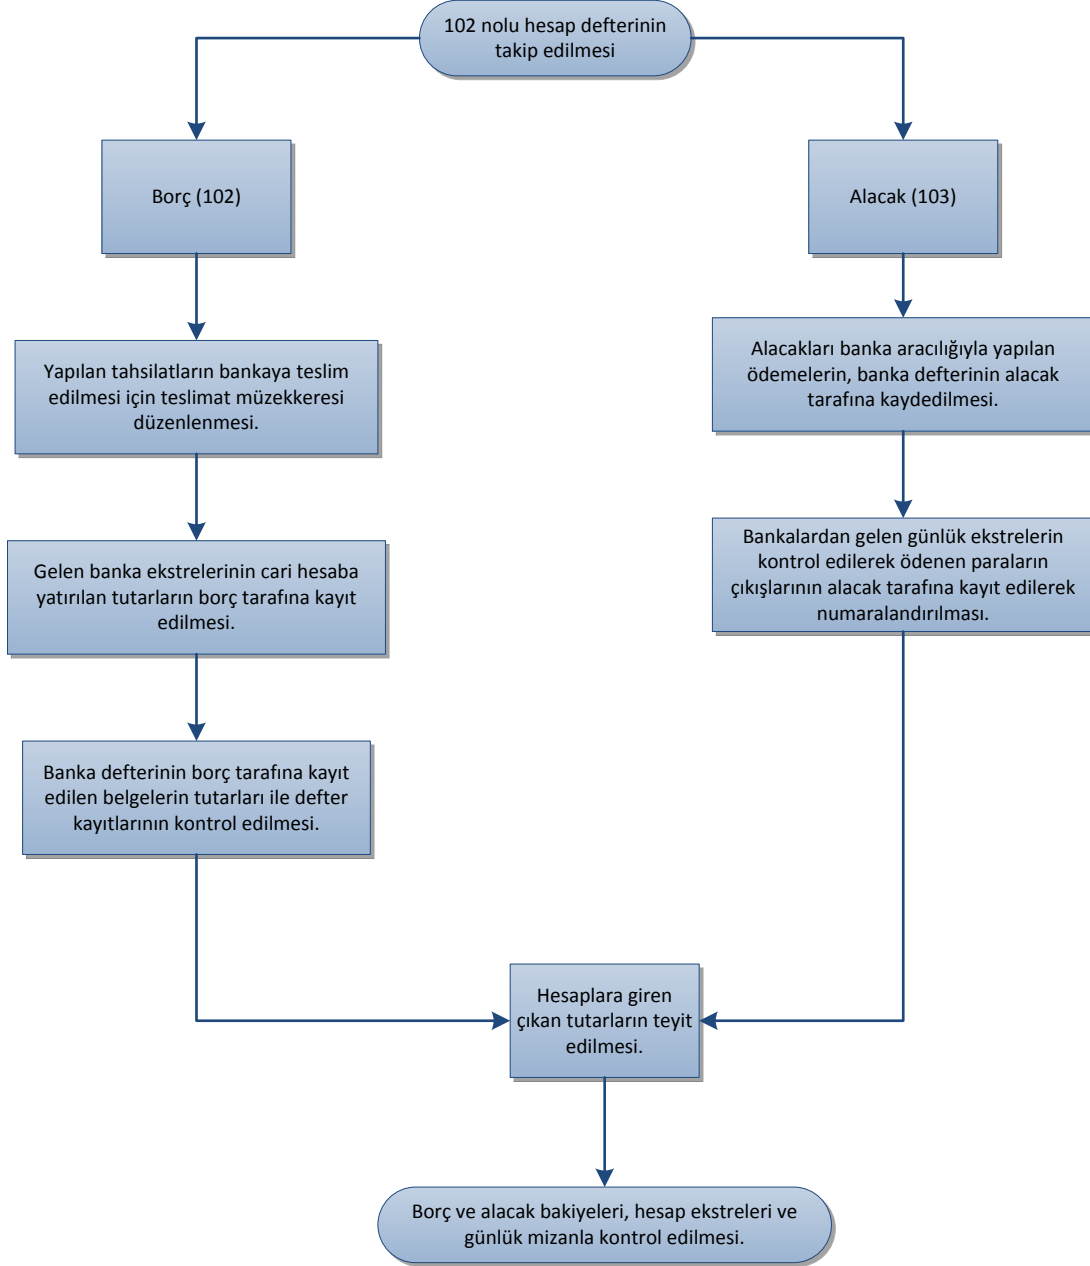 102 nolu hesap defterinin
takip edilmesi
Borç (102)
Alacak (103)
Yapılan tahsilatların bankaya teslim
edilmesi için teslimat müzekkeresi
düzenlenmesi.
Alacakları banka aracılığıyla yapılan
ödemelerin, banka defterinin alacak
tarafına kaydedilmesi.
Gelen banka ekstrelerinin cari hesaba
yatırılan tutarların borç tarafına kayıt
edilmesi.
Bankalardan gelen günlük ekstrelerin
kontrol edilerek ödenen paraların
çıkışlarının alacak tarafına kayıt edilerek
numaralandırılması.
Banka defterinin borç tarafına kayıt
edilen belgelerin tutarları ile defter
kayıtlarının kontrol edilmesi.
Hesaplara giren
çıkan tutarların teyit
edilmesi.
Borç ve alacak bakiyeleri, hesap ekstreleri ve
günlük mizanla kontrol edilmesi.